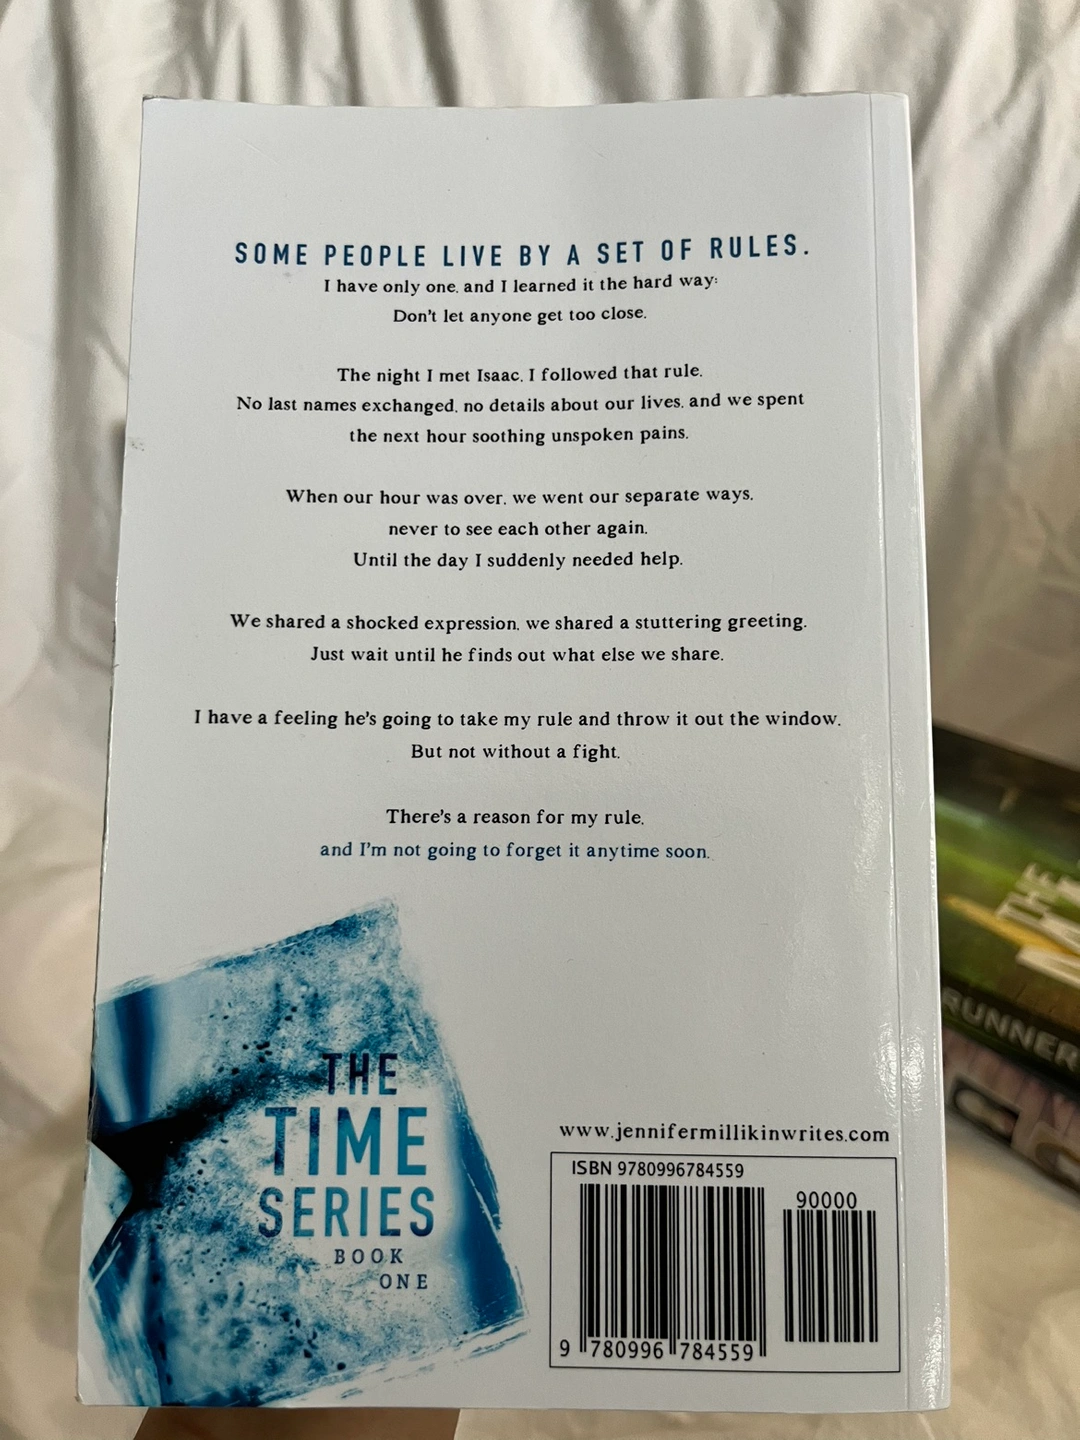 SOME PEOPLE LIVE BY A SET OF RULES.
I have only one, and I learned it the hard way:
Don't let anyone get too close.
The night I met Isaac, I followed that rule.
No last names exchanged, no details about our lives, and we spent
the next hour soothing unspoken pains.
When our hour was over, we went our separate ways,
never to see each other again.
Until the day I suddenly needed help.
We shared a shocked expression, we shared a stuttering greeting.
Just wait until he finds out what else we share.
I have a feeling he's going to take my rule and throw it out the window.
But not without a fight.
There's a reason for my rule,
and I'm not going to forget it anytime soon.
THE
TIME
SERIES
BOOK
ONE
www.jennifermillikinwrites.com
ISBN 9780996784559
90000
9 780996 784559
THE
RUNNER